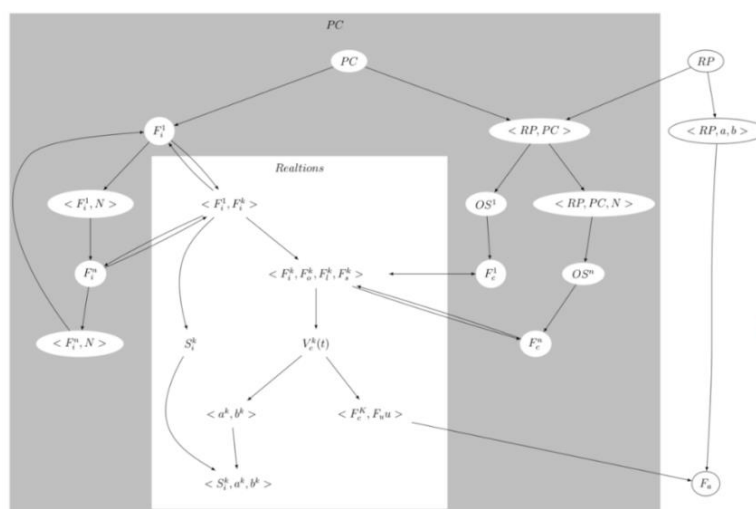 PC
PC
RP
F_i^1
< RP, PC >
< RP, a, b >
Realtions
< F_i^1, N >
< F_i^1, F_i^k >
OS^1
< RP, PC, N >
F_i^n
< F_i^k, F_o^k, F_l^k, F_s^k >
F_c^1
OS^n
< F_i^n, N >
S_i^k
V_c^k(t)
F_c^n
< a^k, b^k >
< F_c^K, F_u u >
< S_i^k, a^k, b^k >
F_a